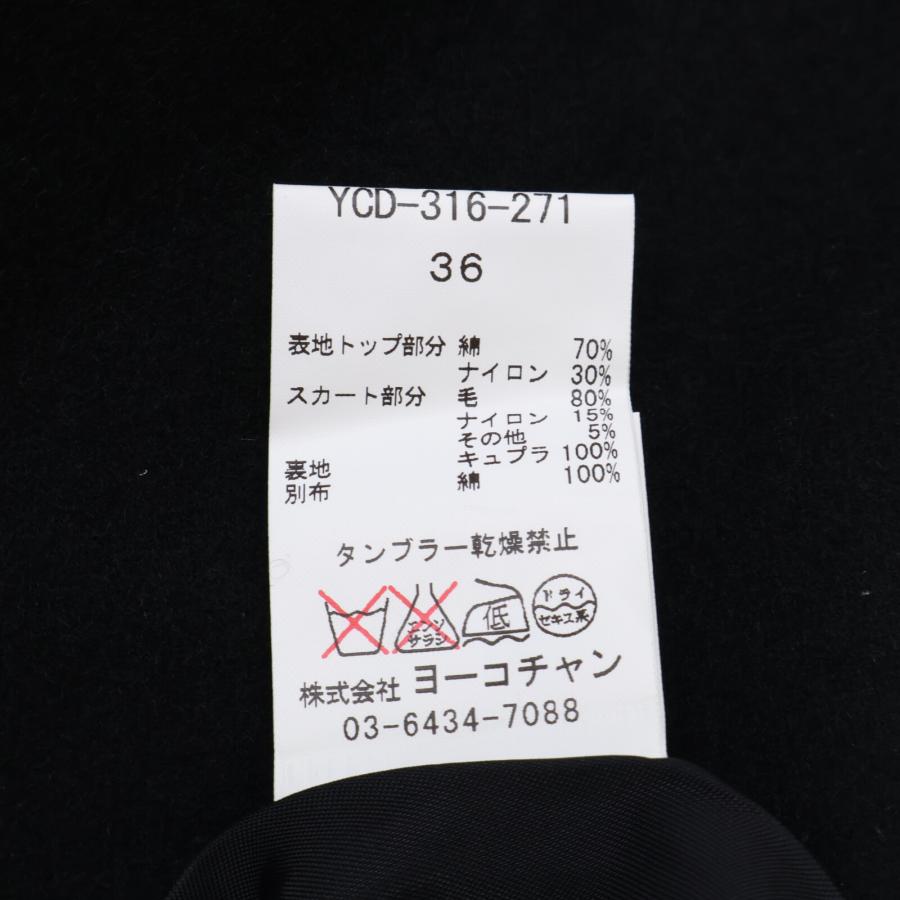 YCD-316-271
36
表地トップ部分 綿 70%
ナイロン 30%
スカート部分 毛 80%
ナイロン 15%
その他 5%
キュプラ 100%
裏地
綿 100%
別布
タンブラー乾燥禁止
エンソ
サラシ
低
ドライ
セキユ系
株式会社 ヨーコチャン
03-6434-7088